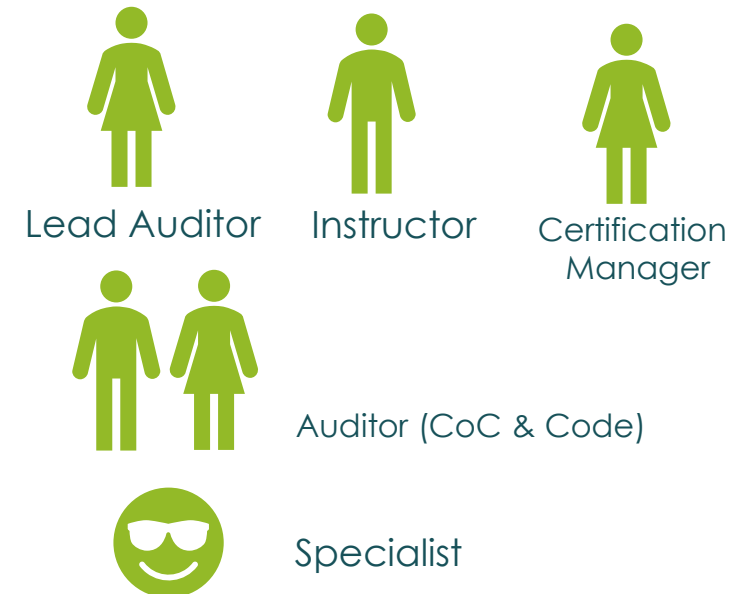 Lead Auditor
Instructor
Certification
Manager
Auditor (CoC & Code)
Specialist